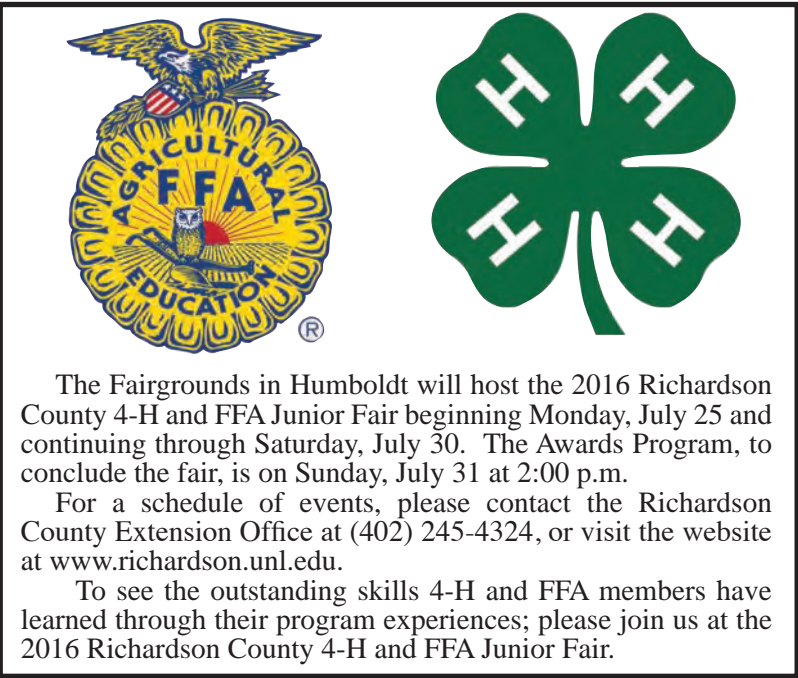 AGRICULTURAL
FFA
EDUCATION
®
H H
H H
The Fairgrounds in Humboldt will host the 2016 Richardson
County 4-H and FFA Junior Fair beginning Monday, July 25 and
continuing through Saturday, July 30.  The Awards Program, to
conclude the fair, is on Sunday, July 31 at 2:00 p.m.
For a schedule of events, please contact the Richardson
County Extension Office at (402) 245-4324, or visit the website
at www.richardson.unl.edu.
To see the outstanding skills 4-H and FFA members have
learned through their program experiences; please join us at the
2016 Richardson County 4-H and FFA Junior Fair.